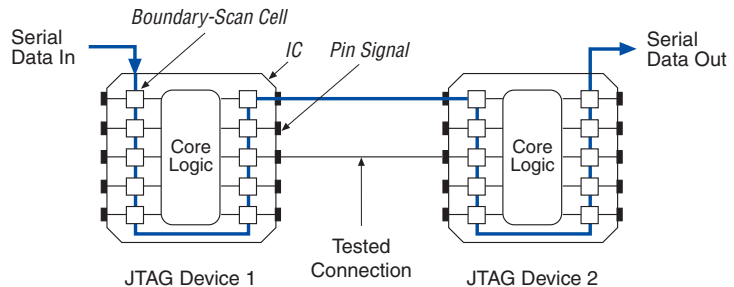 Boundary-Scan Cell
Serial
Data In
IC
Pin Signal
Serial
Data Out
Core
Logic
Core
Logic
Tested
Connection
JTAG Device 1
JTAG Device 2